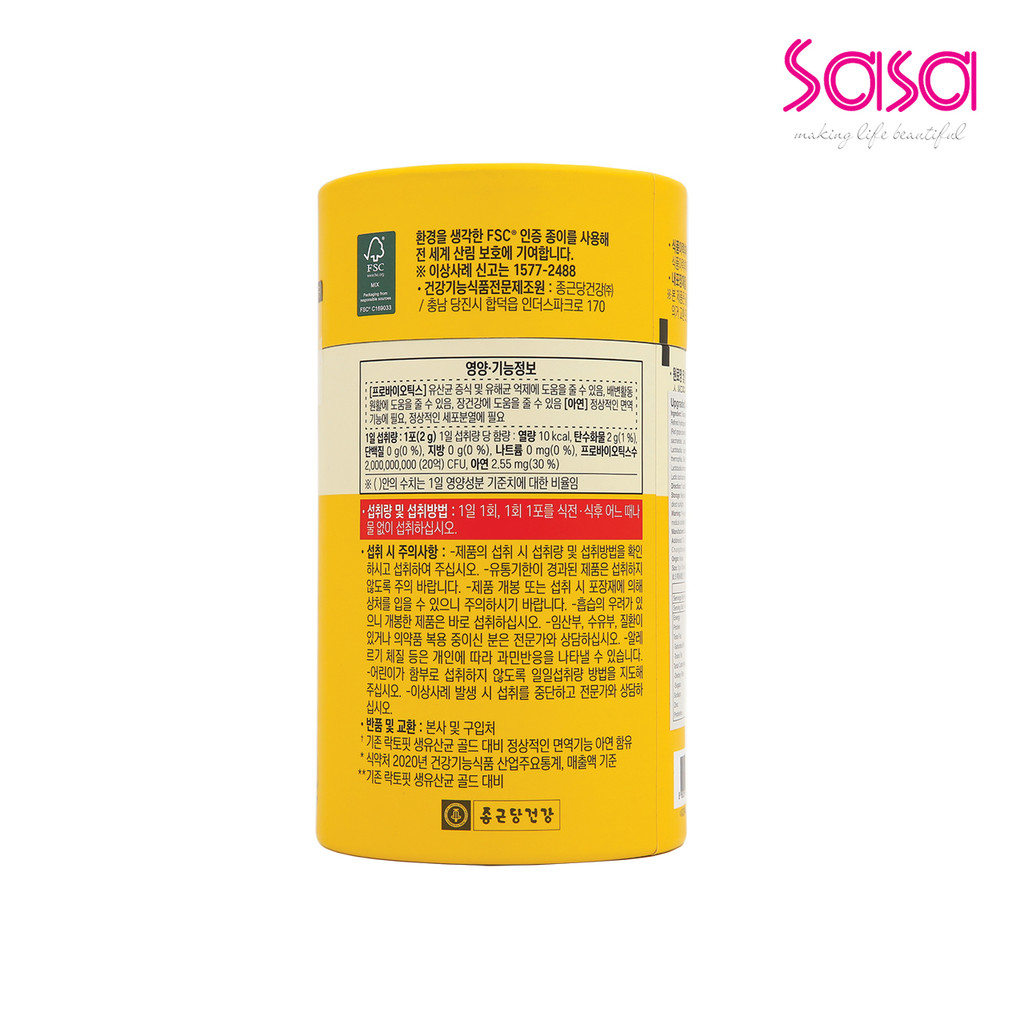 sasa
making life beautiful
FSC
www.fsc.org
MIX
Packaging from
responsible sources
FSC® C169033
환경을 생각한 FSC® 인증 종이를 사용해
전 세계 산림 보호에 기여합니다.
※ 이상사례 신고는 1577-2488
• 건강기능식품전문제조원 : 종근당건강㈜
/ 충남 당진시 합덕읍 인더스파크로 170
영양·기능정보
[프로바이오틱스] 유산균 증식 및 유해균 억제에 도움을 줄 수 있음, 배변활동
원활에 도움을 줄 수 있음, 장건강에 도움을 줄 수 있음 [아연] 정상적인 면역
기능에 필요, 정상적인 세포분열에 필요
1일 섭취량 : 1포(2 g) 1일 섭취량 당 함량 : 열량 10 kcal, 탄수화물 2 g(1 %),
단백질 0 g(0 %), 지방 0 g(0 %), 나트륨 0 mg(0 %), 프로바이오틱스수
2,000,000,000 (20억) CFU, 아연 2.55 mg(30 %)
※ ( )안의 수치는 1일 영양성분 기준치에 대한 비율임
• 섭취량 및 섭취방법 : 1일 1회, 1회 1포를 식전·식후 어느 때나
물 없이 섭취하십시오.
• 섭취 시 주의사항 : -제품의 섭취 시 섭취량 및 섭취방법을 확인
하시고 섭취하여 주십시오. -유통기한이 경과된 제품은 섭취하지
않도록 주의 바랍니다. -제품 개봉 또는 섭취 시 포장재에 의해
상처를 입을 수 있으니 주의하시기 바랍니다. -흡습의 우려가 있
으니 개봉한 제품은 바로 섭취하십시오. -임산부, 수유부, 질환이
있거나 의약품 복용 중이신 분은 전문가와 상담하십시오. -알레
르기 체질 등은 개인에 따라 과민반응을 나타낼 수 있습니다.
-어린이가 함부로 섭취하지 않도록 일일섭취량 방법을 지도해
주십시오. -이상사례 발생 시 섭취를 중단하고 전문가와 상담하
십시오.
• 반품 및 교환 : 본사 및 구입처
† 기존 락토핏 생유산균 골드 대비 정상적인 면역기능 아연 함유
* 식약처 2020년 건강기능식품 산업주요통계, 매출액 기준
**기존 락토핏 생유산균 골드 대비
종근당건강